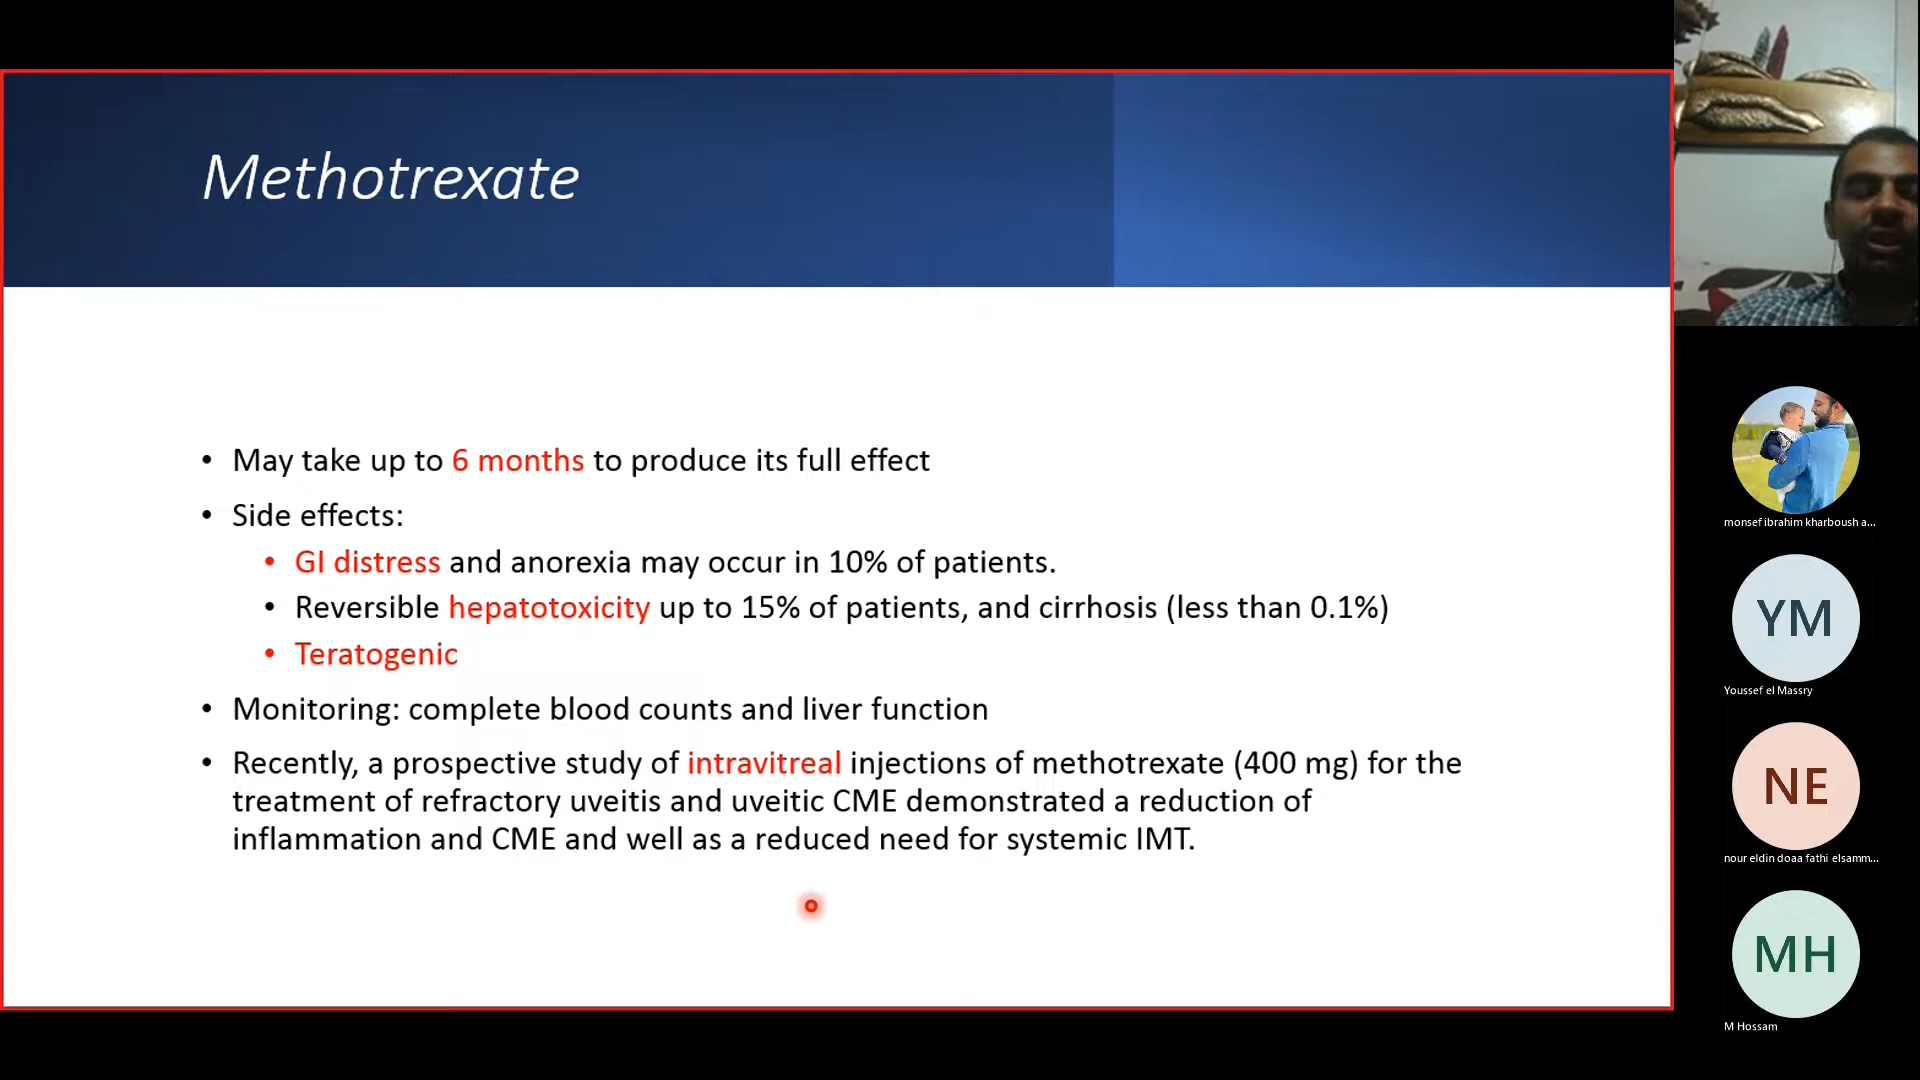 Methotrexate
• May take up to 6 months to produce its full effect
• Side effects:
• GI distress and anorexia may occur in 10% of patients.
• Reversible hepatotoxicity up to 15% of patients, and cirrhosis (less than 0.1%)
• Teratogenic
• Monitoring: complete blood counts and liver function
• Recently, a prospective study of intravitreal injections of methotrexate (400 mg) for the
treatment of refractory uveitis and uveitic CME demonstrated a reduction of
inflammation and CME and well as a reduced need for systemic IMT.
monsef ibrahim kharboush a...
YM
Youssef el Massry
NE
nour eldin doaa fathi elsamm...
MH
M Hossam